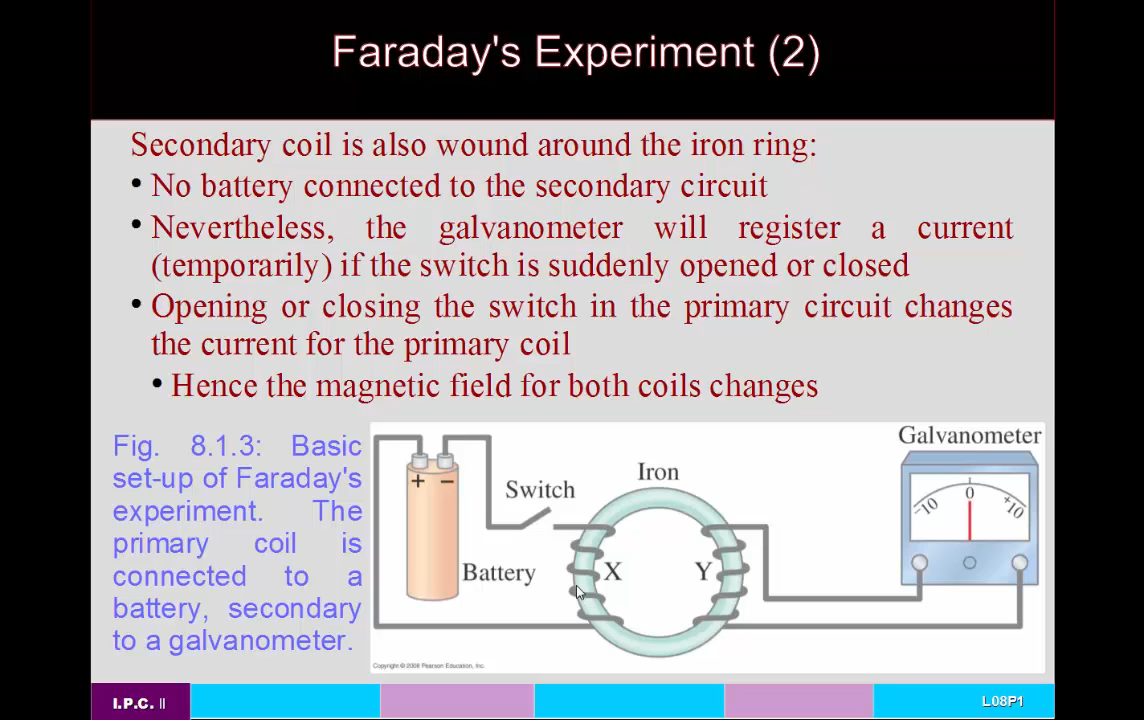 Faraday's Experiment (2)
Secondary coil is also wound around the iron ring:
• No battery connected to the secondary circuit
• Nevertheless, the galvanometer will register a current
(temporarily) if the switch is suddenly opened or closed
• Opening or closing the switch in the primary circuit changes
the current for the primary coil
• Hence the magnetic field for both coils changes
Fig. 8.1.3: Basic
set-up of Faraday's
experiment. The
primary coil is
connected to a
battery, secondary
to a galvanometer.
Galvanometer
Iron
Switch
+ −
-10 0 +10
Battery
X Y
Copyright © 2008 Pearson Education, Inc.
I.P.C. II
L08P1